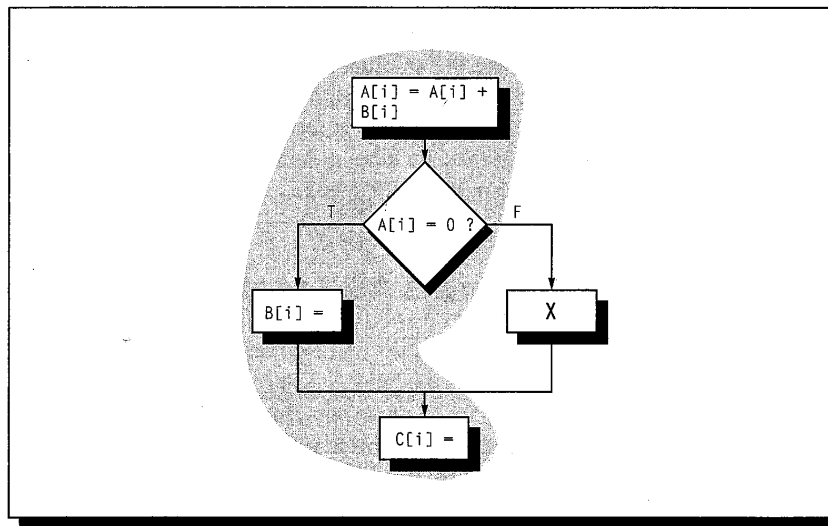 A[i] = A[i] +
B[i]
T
A[i] = 0 ?
F
B[i] =
X
C[i] =